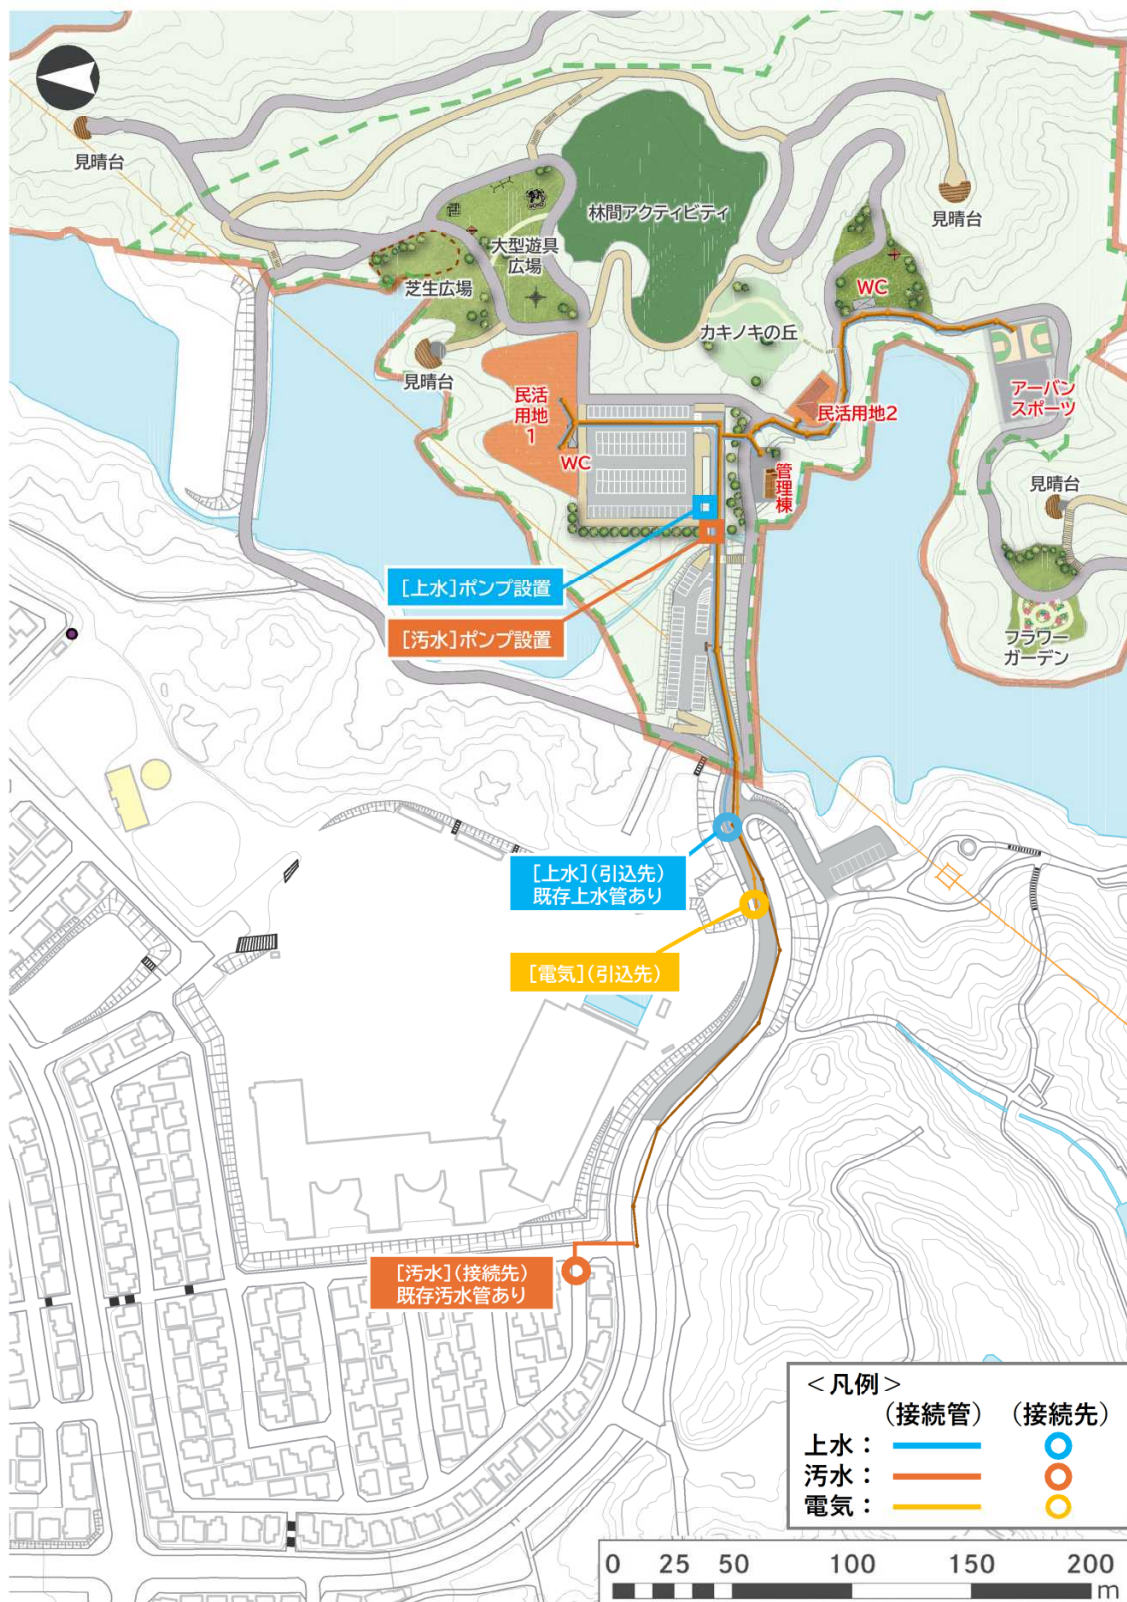 見晴台
林間アクティビティ
見晴台
大型遊具
広場
芝生広場
WC
カキノキの丘
見晴台
民活
用地
1
アーバン
スポーツ
民活用地2
WC
管理棟
見晴台
[上水]ポンプ設置
[汚水]ポンプ設置
フラワー
ガーデン
[上水](引込先)
既存上水管あり
[電気](引込先)
[汚水](接続先)
既存汚水管あり
<凡例>
(接続管) (接続先)
上水：
汚水：
電気：
0 25 50 100 150 200
m